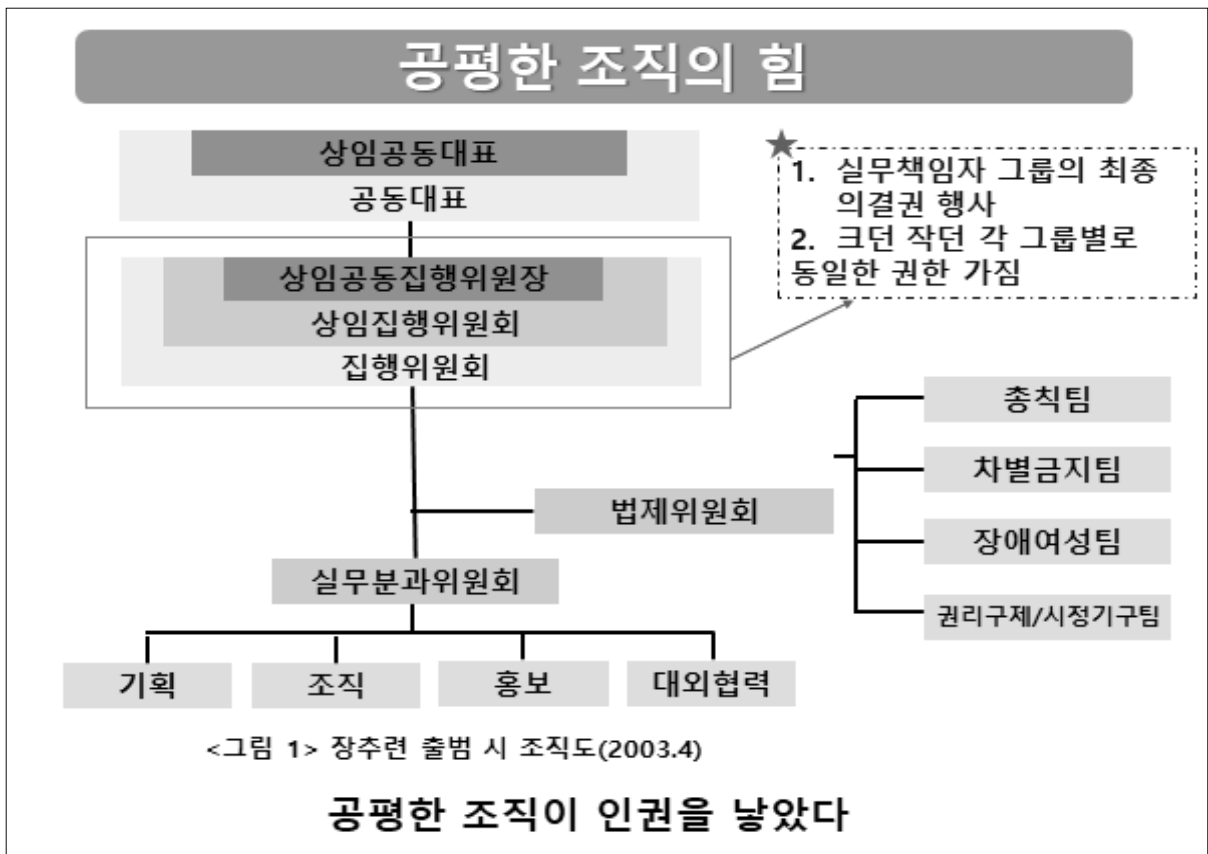 공평한 조직의 힘
상임공동대표
공동대표
상임공동집행위원장
상임집행위원회
집행위원회
1. 실무책임자 그룹의 최종
의결권 행사
2. 크던 작던 각 그룹별로
동일한 권한 가짐
법제위원회
총칙팀
차별금지팀
장애여성팀
권리구제/시정기구팀
실무분과위원회
기획
조직
홍보
대외협력
<그림 1> 장추련 출범 시 조직도(2003.4)
공평한 조직이 인권을 낳았다